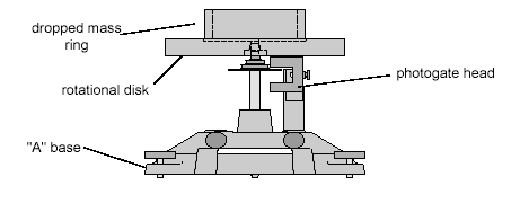 dropped mass
ring
rotational disk
photogate head
"A" base